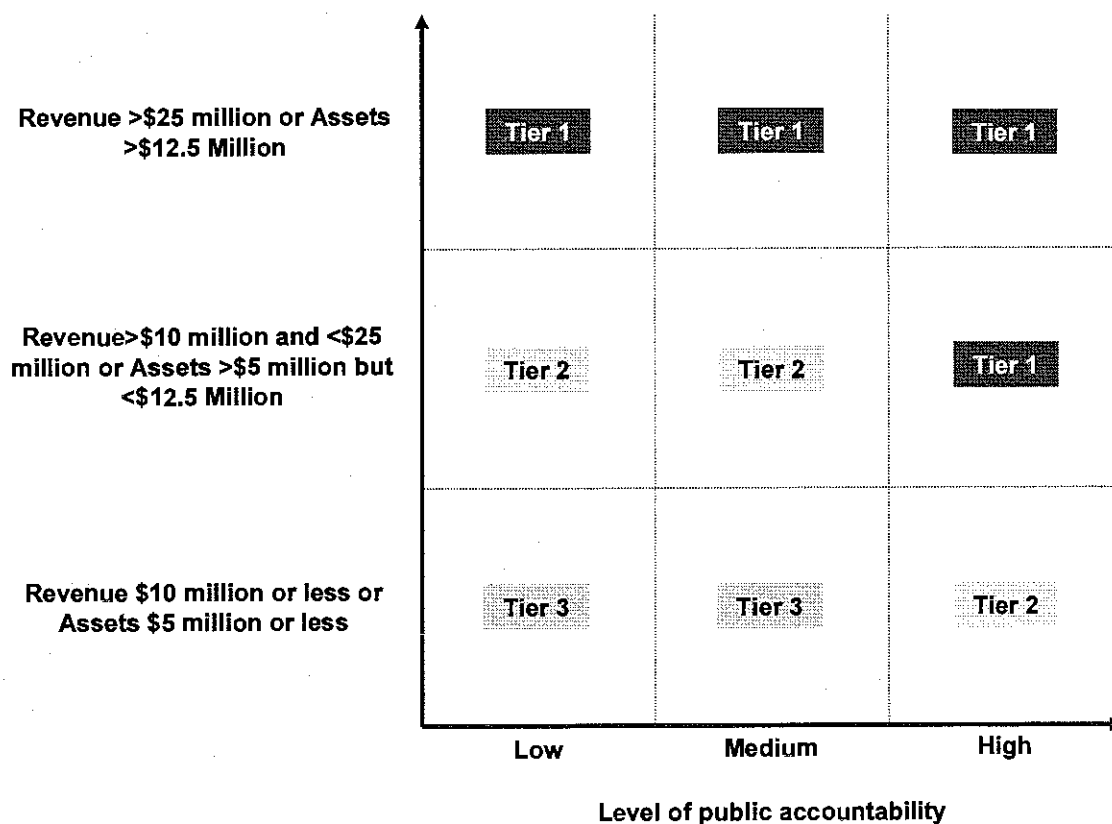 Revenue >$25 million or Assets
>$12.5 Million
Tier 1
Tier 1
Tier 1
Revenue>$10 million and <$25
million or Assets >$5 million but
<$12.5 Million
Tier 2
Tier 2
Tier 1
Revenue $10 million or less or
Assets $5 million or less
Tier 3
Tier 3
Tier 2
Low
Medium
High
Level of public accountability